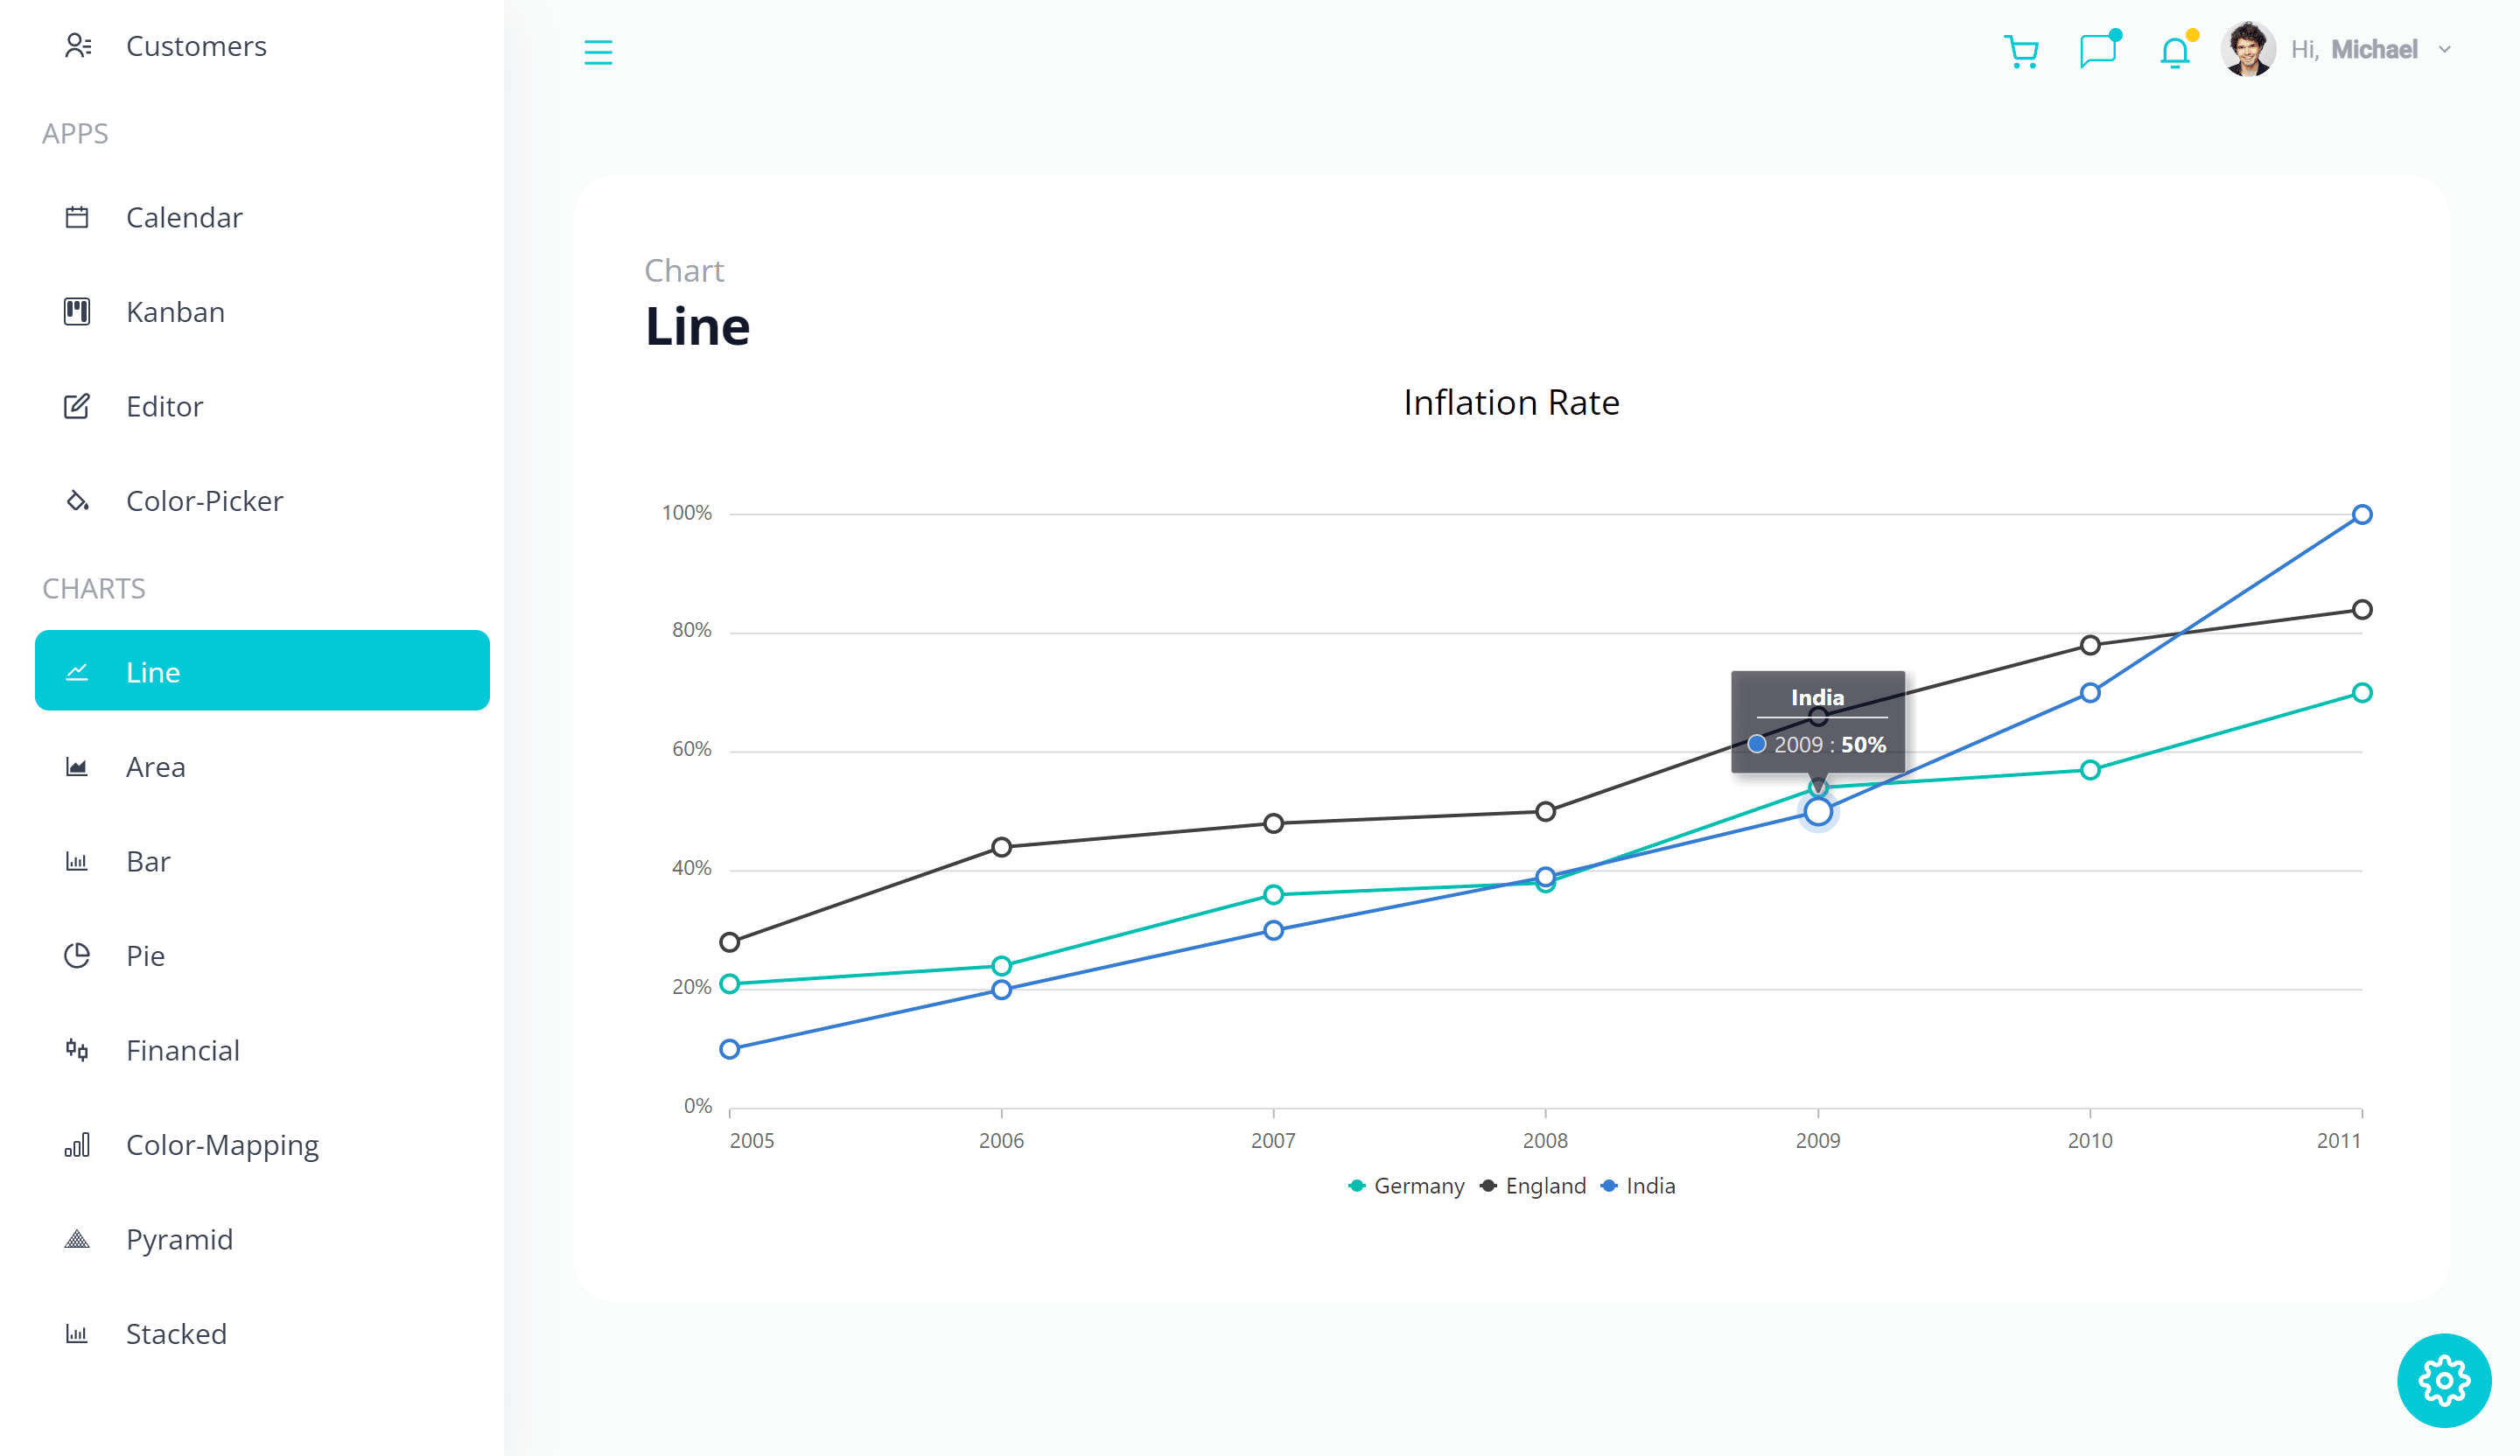 Customers
APPS
Calendar
Kanban
Editor
Color-Picker
CHARTS
Line
Area
Bar
Pie
Financial
Color-Mapping
Pyramid
Stacked
Hi, Michael
Chart
Line
Inflation Rate
100%
80%
60%
40%
20%
0%
India
2009 : 50%
2005 2006 2007 2008 2009 2010 2011
Germany England India